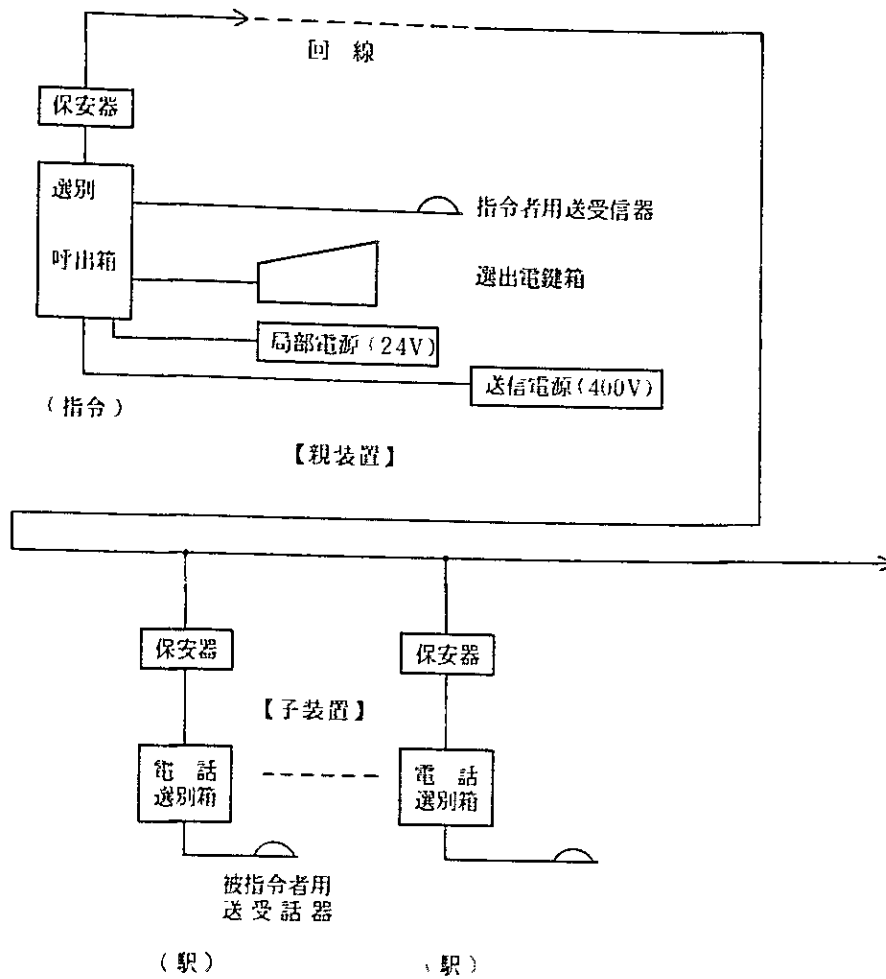 回 線
保安器
選別
呼出箱
指令者用送受信器
選出電鍵箱
局部電源(24V)
送信電源(400V)
(指令)
【親装置】
保安器
保安器
【子装置】
電 話
選別箱
電 話
選別箱
被指令者用
送受話器
(駅)
(駅)